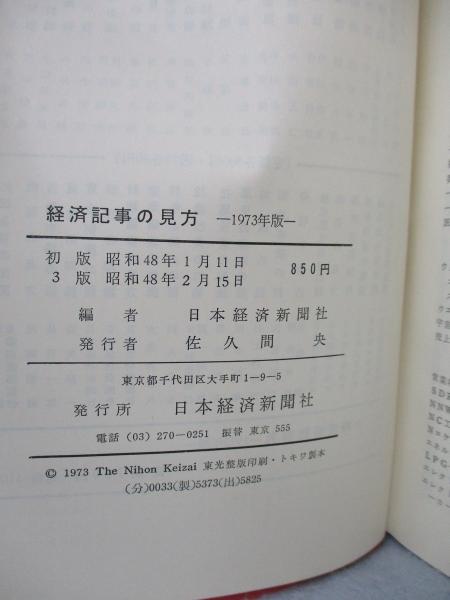 経済記事の見方 ―1973年版―
初版 昭和48年1月11日 850円
3版 昭和48年2月15日
編者 日本経済新聞社
発行者 佐久間央
東京都千代田区大手町1-9-5
発行所 日本経済新聞社
電話 (03) 270-0251 振替 東京 555
© 1973 The Nihon Keizai 東光整版印刷・トキワ製本
(分)0033(製)5373(出)5825